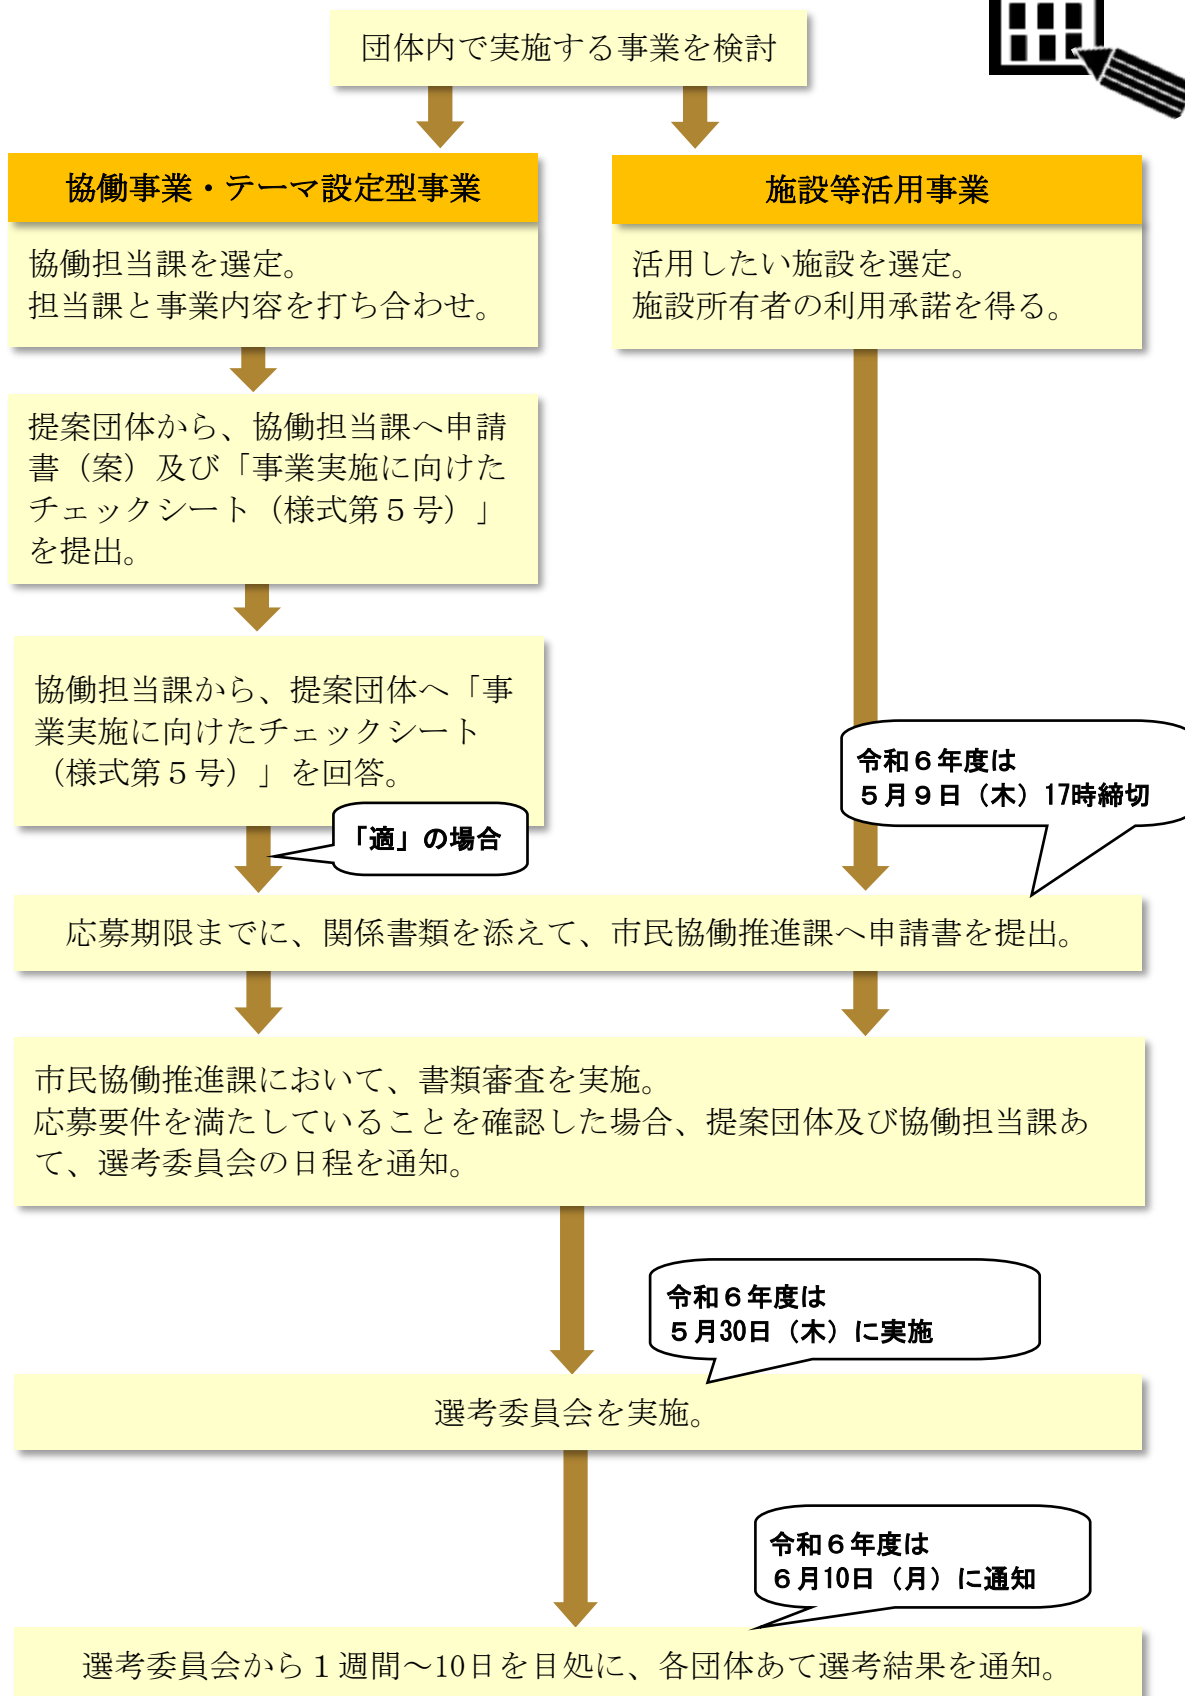 団体内で実施する事業を検討
協働事業・テーマ設定型事業
協働担当課を選定。
担当課と事業内容を打ち合わせ。
施設等活用事業
活用したい施設を選定。
施設所有者の利用承諾を得る。
提案団体から、協働担当課へ申請
書（案）及び「事業実施に向けた
チェックシート（様式第５号）」
を提出。
協働担当課から、提案団体へ「事
業実施に向けたチェックシート
（様式第５号）」を回答。
「適」の場合
令和６年度は
５月９日（木）17時締切
応募期限までに、関係書類を添えて、市民協働推進課へ申請書を提出。
市民協働推進課において、書類審査を実施。
応募要件を満たしていることを確認した場合、提案団体及び協働担当課あ
て、選考委員会の日程を通知。
令和６年度は
５月30日（木）に実施
選考委員会を実施。
令和６年度は
６月10日（月）に通知
選考委員会から１週間～10日を目処に、各団体あて選考結果を通知。